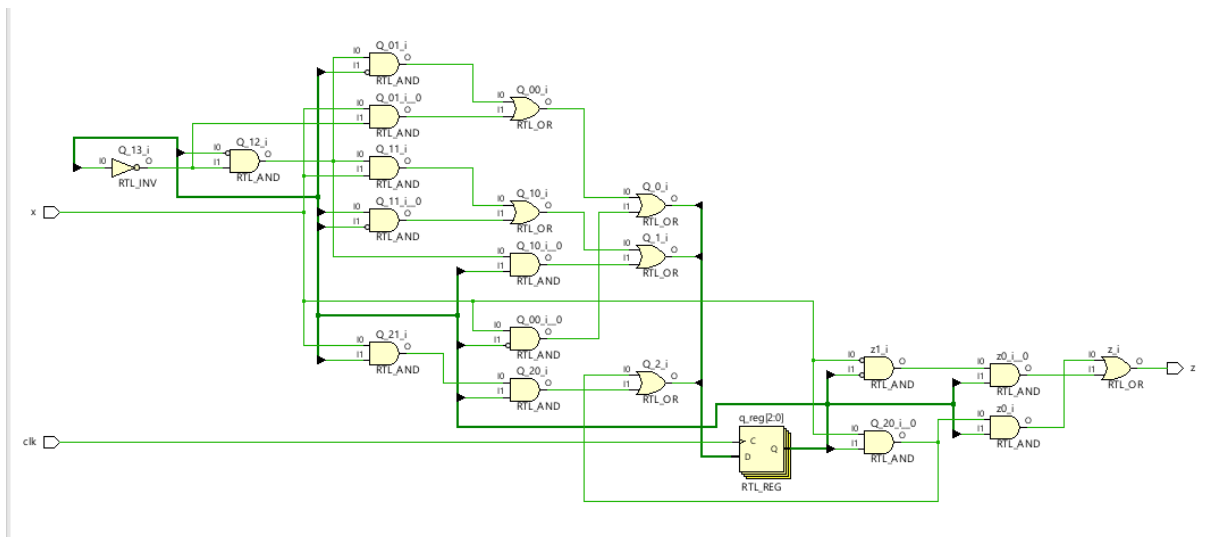 Q_01_i
I0
I1
O
RTL_AND
Q_01_i__0
I0
I1
O
RTL_AND
Q_00_i
I0
I1
O
RTL_OR
Q_13_i
I0
O
RTL_INV
Q_12_i
I0
I1
O
RTL_AND
Q_11_i
I0
I1
O
RTL_AND
x
Q_11_i__0
I0
I1
O
RTL_AND
Q_10_i
I0
I1
O
RTL_OR
Q_0_i
I0
I1
O
RTL_OR
Q_10_i__0
I0
I1
O
RTL_AND
Q_1_i
I0
I1
O
RTL_OR
Q_21_i
I0
I1
O
RTL_AND
Q_00_i__0
I0
I1
O
RTL_AND
Q_20_i
I0
I1
O
RTL_AND
Q_2_i
I0
I1
O
RTL_OR
z1_i
I0
I1
O
RTL_AND
z0_i__0
I0
I1
O
RTL_AND
z_i
I0
I1
O
RTL_OR
z
clk
q_reg[2:0]
C
D
Q
RTL_REG
Q_20_i__0
I0
I1
O
RTL_AND
z0_i
I0
I1
O
RTL_AND